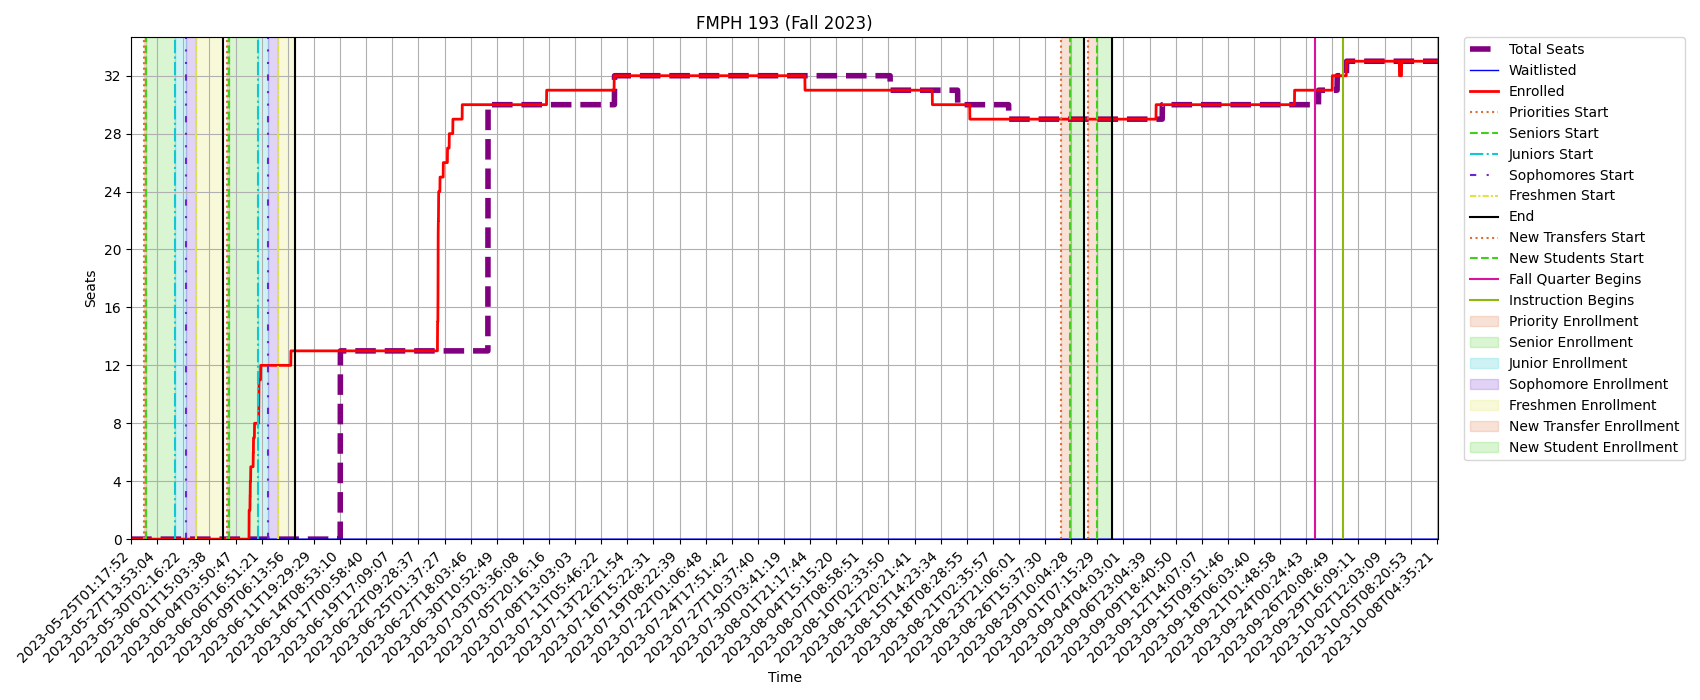 FMPH 193 (Fall 2023)
Seats
32
28
24
20
16
12
8
4
0
2023-05-25T01:17:52
2023-05-27T13:53:04
2023-05-30T02:16:22
2023-06-01T15:03:38
2023-06-04T03:50:47
2023-06-06T16:51:21
2023-06-09T06:13:56
2023-06-11T19:29:29
2023-06-14T08:53:10
2023-06-17T00:58:40
2023-06-19T17:09:07
2023-06-22T09:28:37
2023-06-25T01:37:27
2023-06-27T18:03:46
2023-06-30T10:52:49
2023-07-03T03:36:08
2023-07-05T20:16:16
2023-07-08T13:03:03
2023-07-11T05:46:22
2023-07-13T22:21:54
2023-07-16T15:22:31
2023-07-19T08:22:39
2023-07-22T01:06:48
2023-07-24T17:51:42
2023-07-27T10:37:40
2023-07-30T03:41:19
2023-08-01T21:17:44
2023-08-04T15:15:20
2023-08-07T08:58:51
2023-08-10T02:33:50
2023-08-12T20:21:41
2023-08-15T14:23:34
2023-08-18T08:28:55
2023-08-21T02:35:57
2023-08-23T21:06:01
2023-08-26T15:37:30
2023-08-29T10:04:28
2023-09-01T07:15:29
2023-09-04T04:03:01
2023-09-06T23:04:39
2023-09-09T18:40:50
2023-09-12T14:07:07
2023-09-15T09:51:46
2023-09-18T06:03:40
2023-09-21T01:48:58
2023-09-24T00:24:43
2023-09-26T20:08:49
2023-09-29T16:09:11
2023-10-02T12:03:09
2023-10-05T08:20:53
2023-10-08T04:35:21
Time
Total Seats
Waitlisted
Enrolled
Priorities Start
Seniors Start
Juniors Start
Sophomores Start
Freshmen Start
End
New Transfers Start
New Students Start
Fall Quarter Begins
Instruction Begins
Priority Enrollment
Senior Enrollment
Junior Enrollment
Sophomore Enrollment
Freshmen Enrollment
New Transfer Enrollment
New Student Enrollment